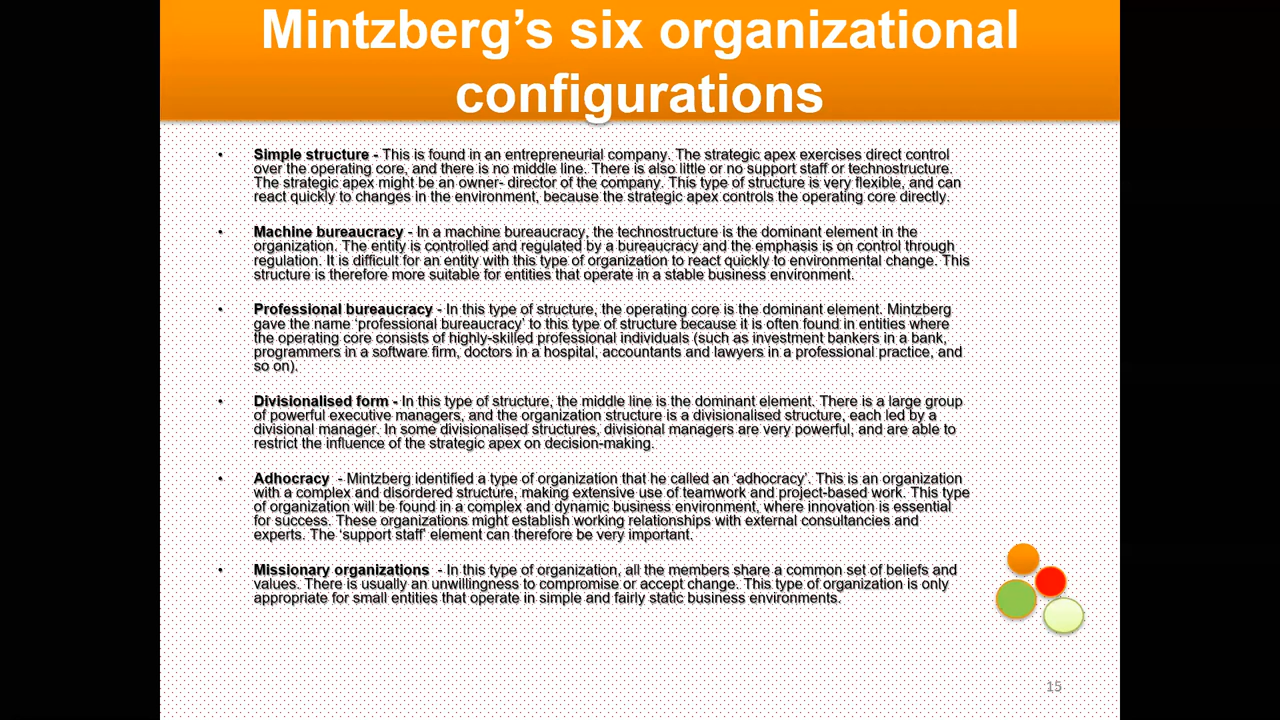 Mintzberg's six organizational
configurations
• Simple structure - This is found in an entrepreneurial company. The strategic apex exercises direct control
over the operating core, and there is no middle line. There is also little or no support staff or technostructure.
The strategic apex might be an owner- director of the company. This type of structure is very flexible, and can
react quickly to changes in the environment, because the strategic apex controls the operating core directly.
• Machine bureaucracy - In a machine bureaucracy, the technostructure is the dominant element in the
organization. The entity is controlled and regulated by a bureaucracy and the emphasis is on control through
regulation. It is difficult for an entity with this type of organization to react quickly to environmental change. This
structure is therefore more suitable for entities that operate in a stable business environment.
• Professional bureaucracy - In this type of structure, the operating core is the dominant element. Mintzberg
gave the name 'professional bureaucracy' to this type of structure because it is often found in entities where
the operating core consists of highly-skilled professional individuals (such as investment bankers in a bank,
programmers in a software firm, doctors in a hospital, accountants and lawyers in a professional practice, and
so on).
• Divisionalised form - In this type of structure, the middle line is the dominant element. There is a large group
of powerful executive managers, and the organization structure is a divisionalised structure, each led by a
divisional manager. In some divisionalised structures, divisional managers are very powerful, and are able to
restrict the influence of the strategic apex on decision-making.
• Adhocracy - Mintzberg identified a type of organization that he called an 'adhocracy'. This is an organization
with a complex and disordered structure, making extensive use of teamwork and project-based work. This type
of organization will be found in a complex and dynamic business environment, where innovation is essential
for success. These organizations might establish working relationships with external consultancies and
experts. The 'support staff' element can therefore be very important.
• Missionary organizations - In this type of organization, all the members share a common set of beliefs and
values. There is usually an unwillingness to compromise or accept change. This type of organization is only
appropriate for small entities that operate in simple and fairly static business environments.
15